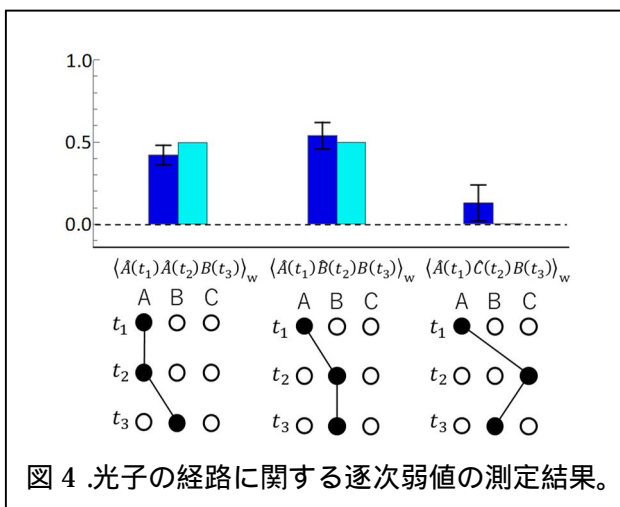 1.0
0.5
0.0
⟨Â(t₁)Â(t₂)B(t₃)⟩w ⟨Â(t₁)B̂(t₂)B(t₃)⟩w ⟨Â(t₁)Ĉ(t₂)B(t₃)⟩w
A B C A B C A B C
t₁ t₁ t₁
t₂ t₂ t₂
t₃ t₃ t₃
図 4 .光子の経路に関する逐次弱値の測定結果。